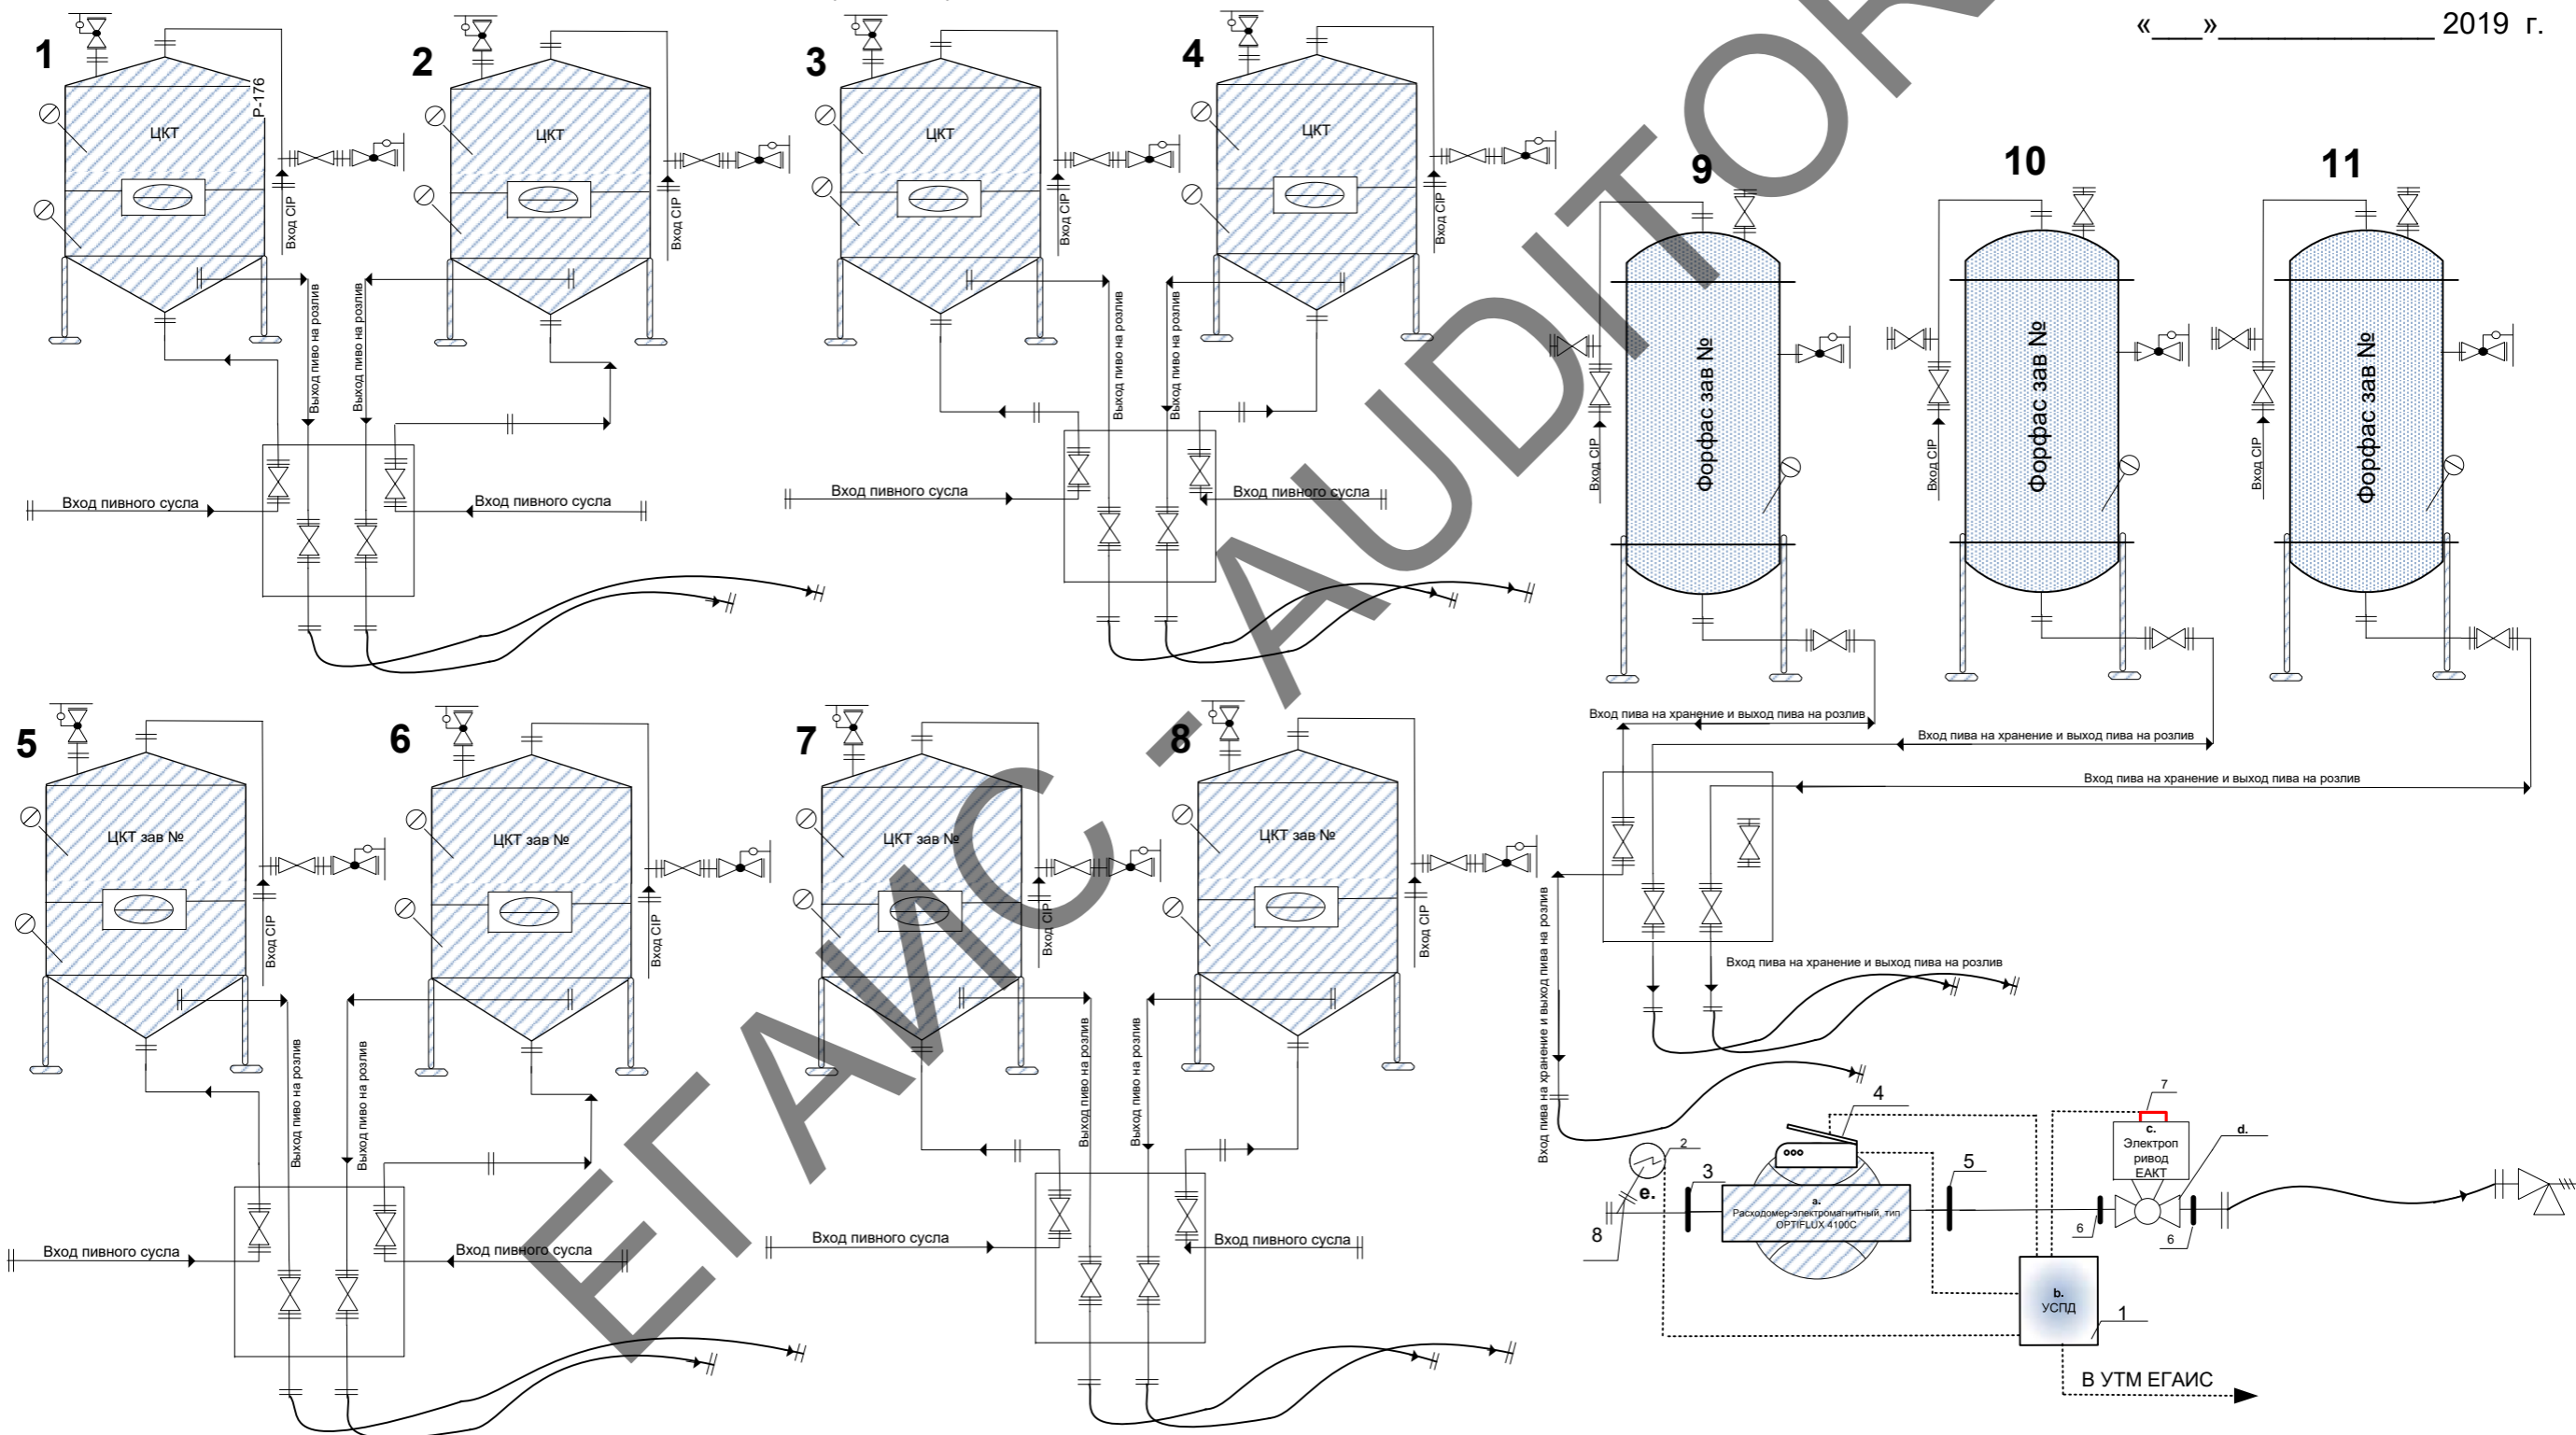 «___»_____________ 2019 г.
1
2
3
4
P-176
ЦКТ
ЦКТ
ЦКТ
ЦКТ
Вход CIP
Вход CIP
Вход CIP
Вход CIP
Выход пиво на розлив
Выход пиво на розлив
Выход пиво на розлив
Выход пиво на розлив
Вход пивного сусла
Вход пивного сусла
Вход пивного сусла
Вход пивного сусла
9
10
11
Форфас зав №
Форфас зав №
Форфас зав №
Вход CIP
Вход CIP
Вход CIP
Вход пива на хранение и выход пива на розлив
Вход пива на хранение и выход пива на розлив
Вход пива на хранение и выход пива на розлив
Вход пива на хранение и выход пива на розлив
Вход пива на хранение и выход пива на розлив
5
6
7
8
ЦКТ зав №
ЦКТ зав №
ЦКТ зав №
ЦКТ зав №
Вход CIP
Вход CIP
Вход CIP
Вход CIP
Выход пиво на розлив
Выход пиво на розлив
Выход пиво на розлив
Выход пиво на розлив
Вход пивного сусла
Вход пивного сусла
Вход пивного сусла
Вход пивного сусла
2
3
4
5
6
6
7
8
1
e.
a.
Расходомер-электромагнитный, тип
OPTIFLUX 4100C
c.
Электроп
ривод
ЕАКТ
d.
b.
УСПД
В УТМ ЕГАИС
ЕГАИС - AUDITOR